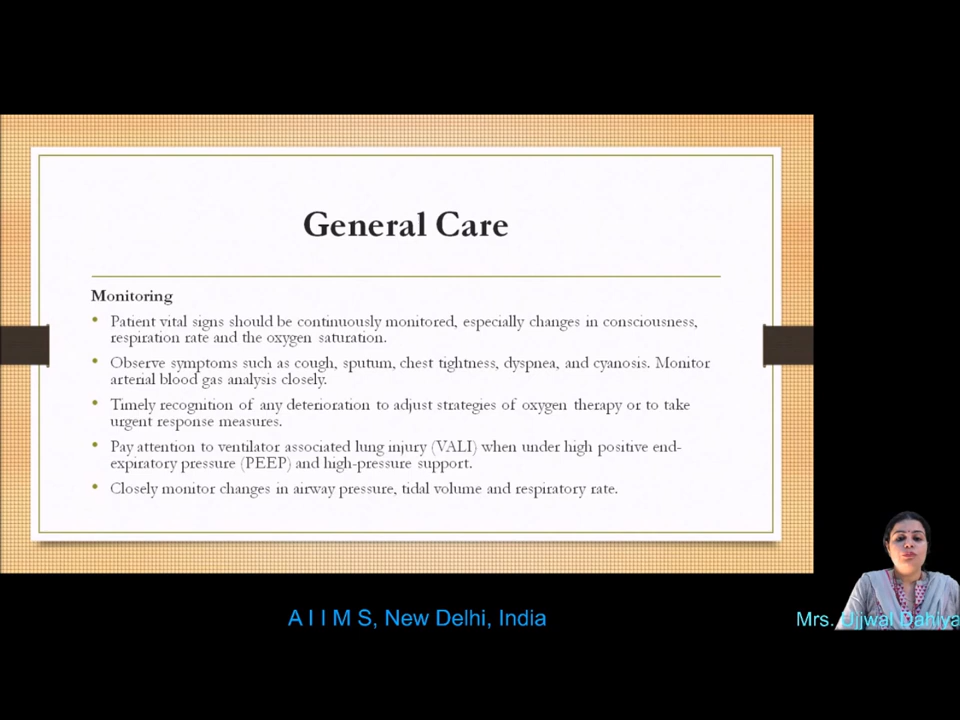 General Care
Monitoring
• Patient vital signs should be continuously monitored, especially changes in consciousness,
respiration rate and the oxygen saturation.
• Observe symptoms such as cough, sputum, chest tightness, dyspnea, and cyanosis. Monitor
arterial blood gas analysis closely.
• Timely recognition of any deterioration to adjust strategies of oxygen therapy or to take
urgent response measures.
• Pay attention to ventilator associated lung injury (VALI) when under high positive end-
expiratory pressure (PEEP) and high-pressure support.
• Closely monitor changes in airway pressure, tidal volume and respiratory rate.
A I I M S, New Delhi, India
Mrs. Ujjwal Dahiya